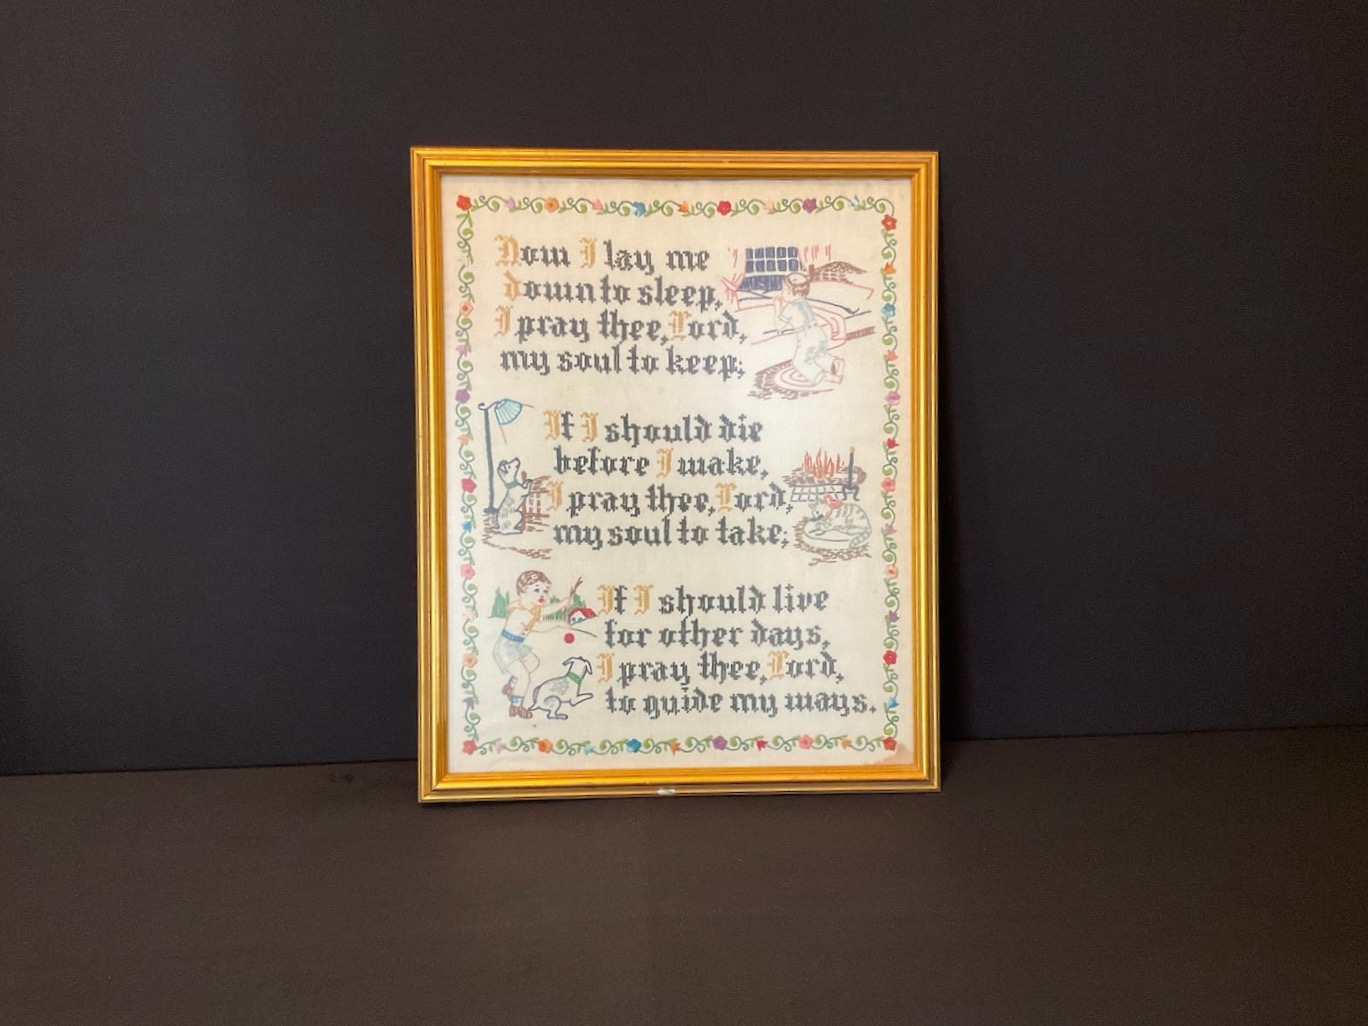 Now I lay me
down to sleep,
I pray thee, Lord,
my soul to keep;
If I should die
before I wake,
I pray thee, Lord,
my soul to take;
If I should live
for other days,
I pray thee, Lord,
to guide my ways.